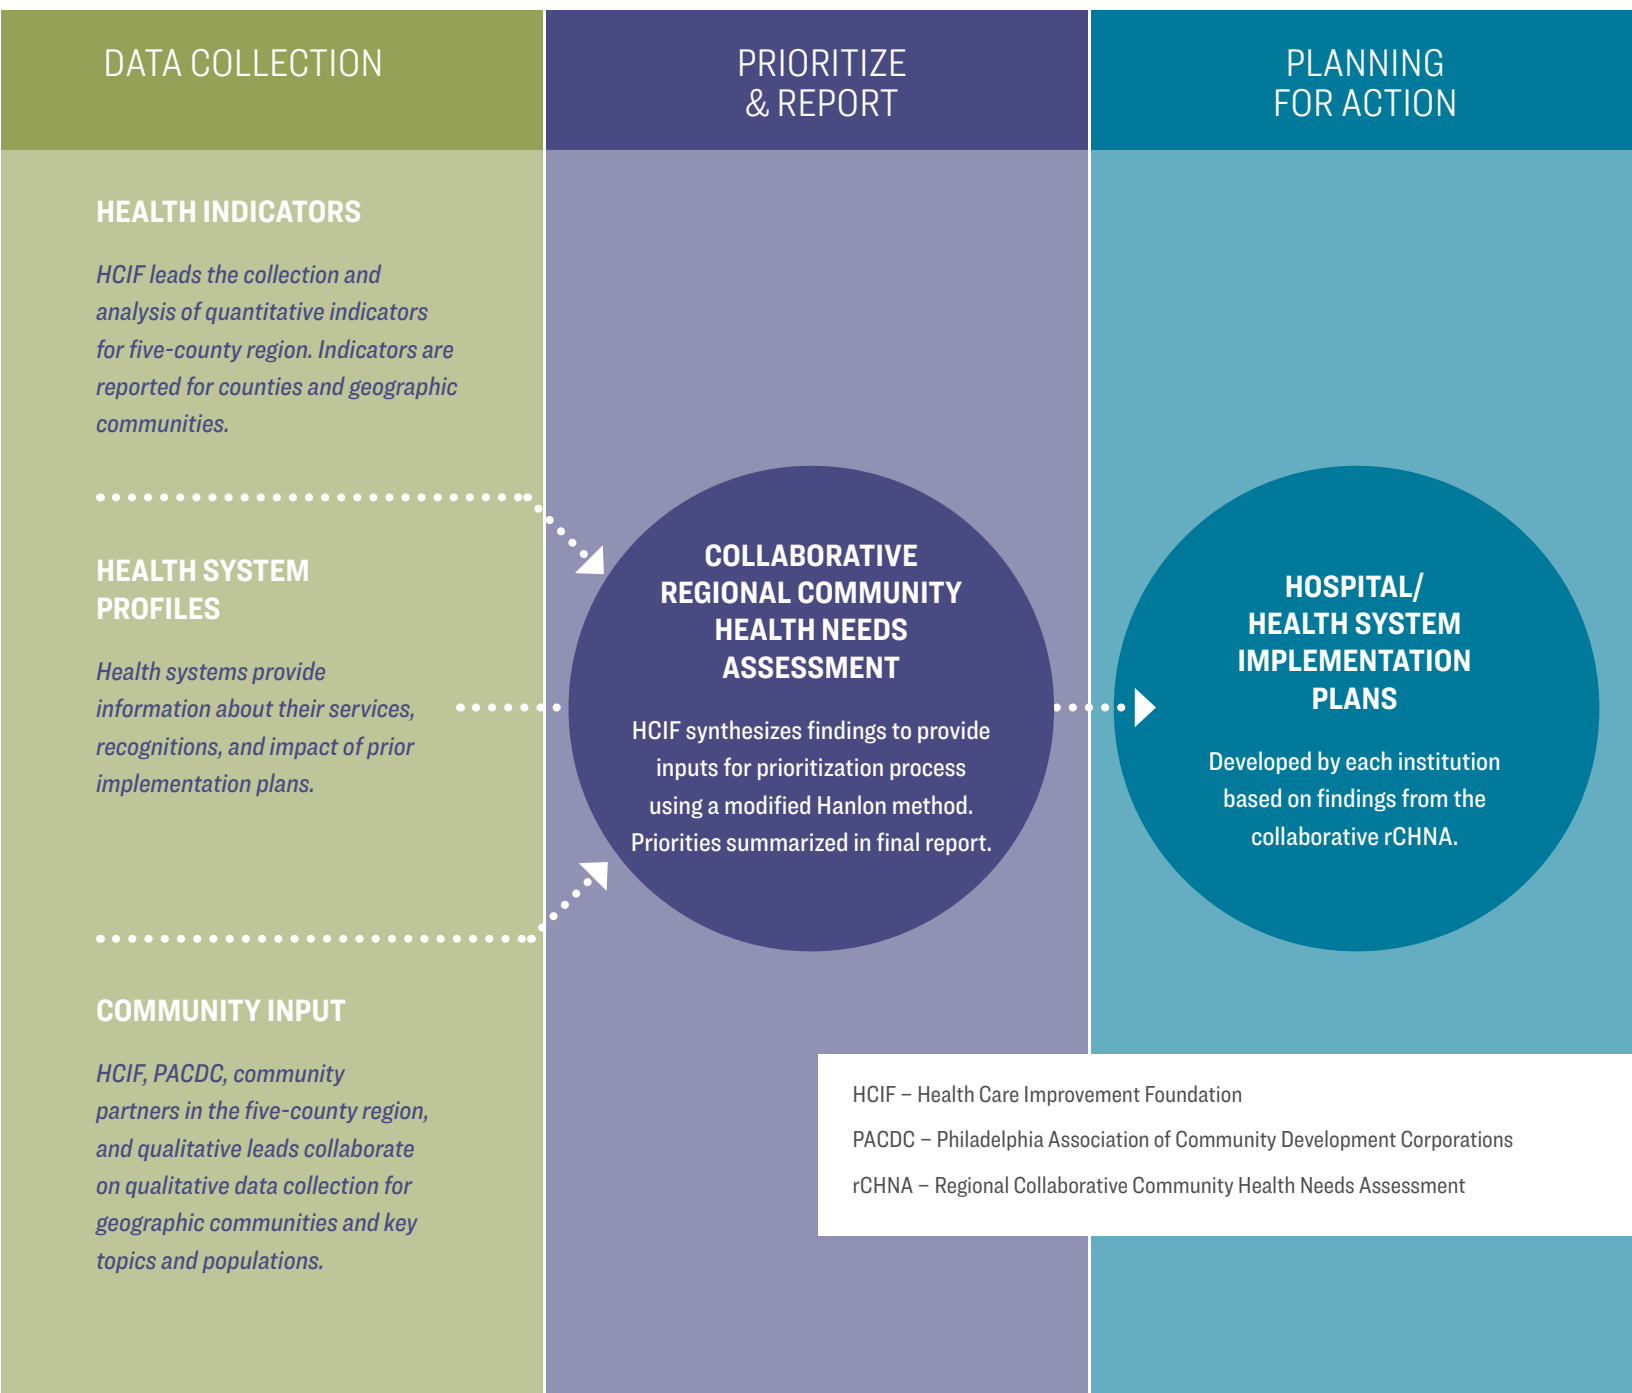 DATA COLLECTION
HEALTH INDICATORS
HCIF leads the collection and
analysis of quantitative indicators
for five-county region. Indicators are
reported for counties and geographic
communities.
HEALTH SYSTEM
PROFILES
Health systems provide
information about their services,
recognitions, and impact of prior
implementation plans.
COMMUNITY INPUT
HCIF, PACDC, community
partners in the five-county region,
and qualitative leads collaborate
on qualitative data collection for
geographic communities and key
topics and populations.
PRIORITIZE
& REPORT
COLLABORATIVE
REGIONAL COMMUNITY
HEALTH NEEDS
ASSESSMENT
HCIF synthesizes findings to provide
inputs for prioritization process
using a modified Hanlon method.
Priorities summarized in final report.
PLANNING
FOR ACTION
HOSPITAL/
HEALTH SYSTEM
IMPLEMENTATION
PLANS
Developed by each institution
based on findings from the
collaborative rCHNA.
HCIF – Health Care Improvement Foundation
PACDC – Philadelphia Association of Community Development Corporations
rCHNA – Regional Collaborative Community Health Needs Assessment